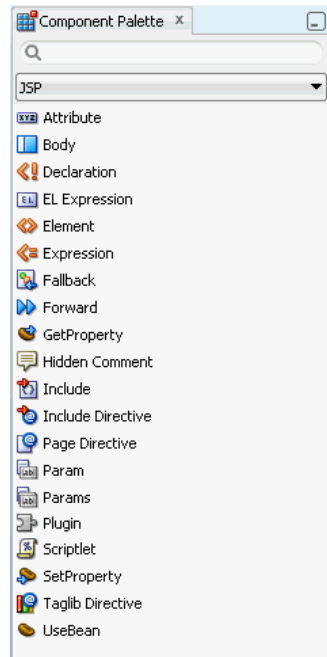 Component Palette
JSP
Attribute
Body
Declaration
EL Expression
Element
Expression
Fallback
Forward
GetProperty
Hidden Comment
Include
Include Directive
Page Directive
Param
Params
Plugin
Scriptlet
SetProperty
Taglib Directive
UseBean